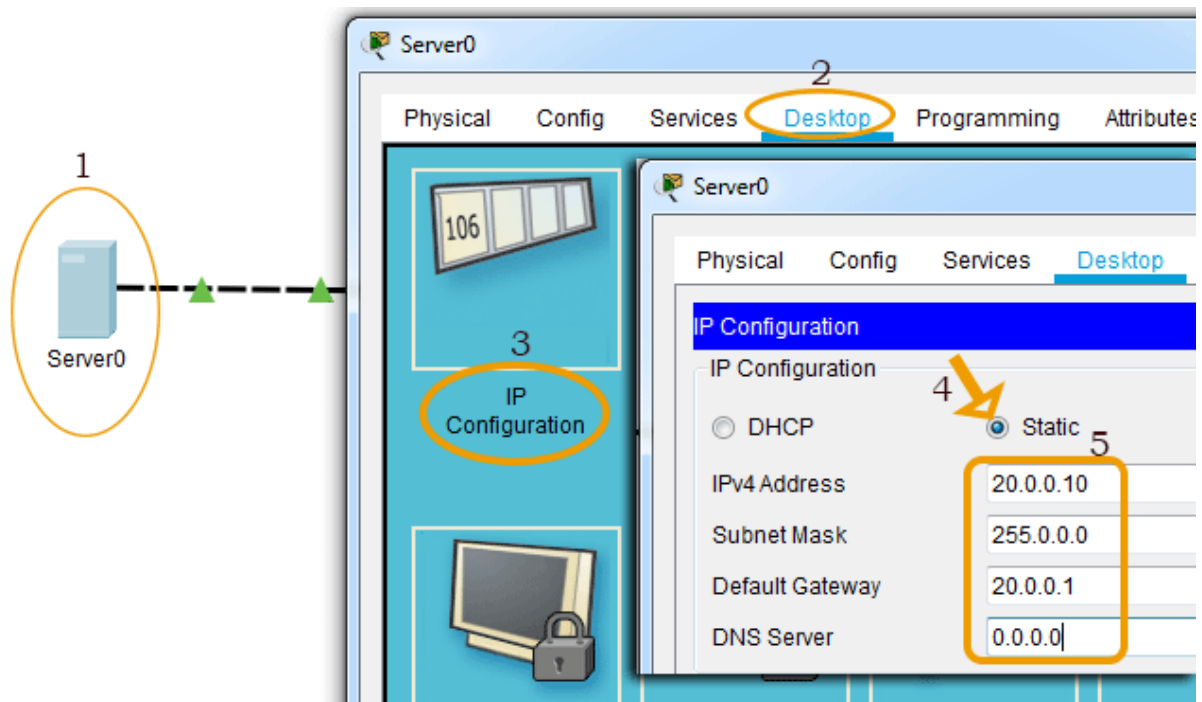 Server0
2
Physical Config Services Desktop Programming Attributes
1
106
Server0
3
IP
Configuration
Server0
Physical Config Services Desktop
IP Configuration
IP Configuration
4
DHCP Static
5
IPv4 Address 20.0.0.10
Subnet Mask 255.0.0.0
Default Gateway 20.0.0.1
DNS Server 0.0.0.0